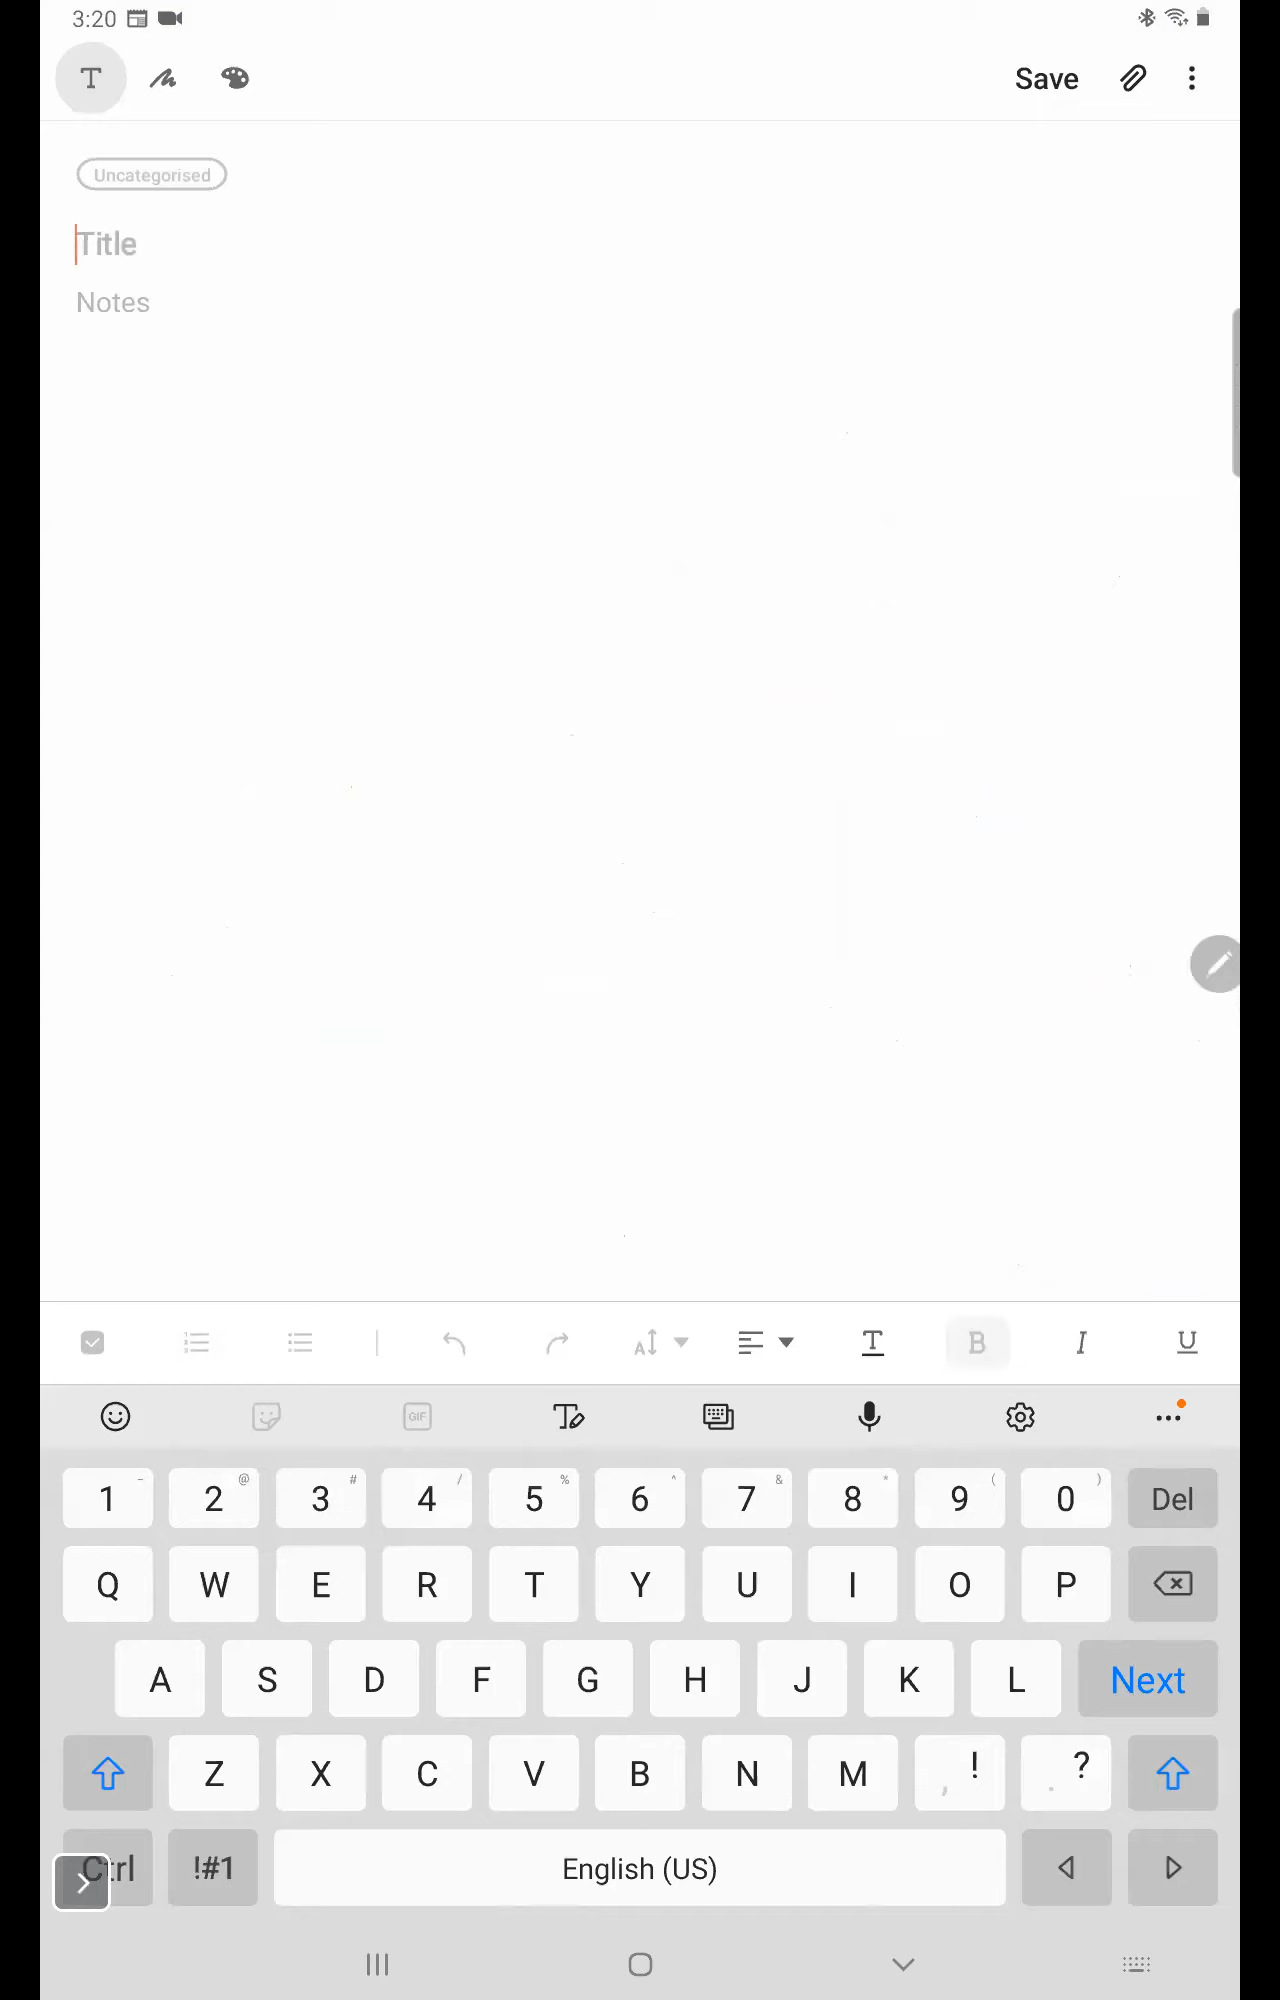 3:20
T Save
Uncategorised
Title
Notes
A T B I U
GIF T
1 - 2 @ 3 # 4 / 5 % 6 ^ 7 & 8 * 9 ( 0 ) Del
Q W E R T Y U I O P
A S D F G H J K L Next
Z X C V B N M , ! . ?
Ctrl !#1 English (US)